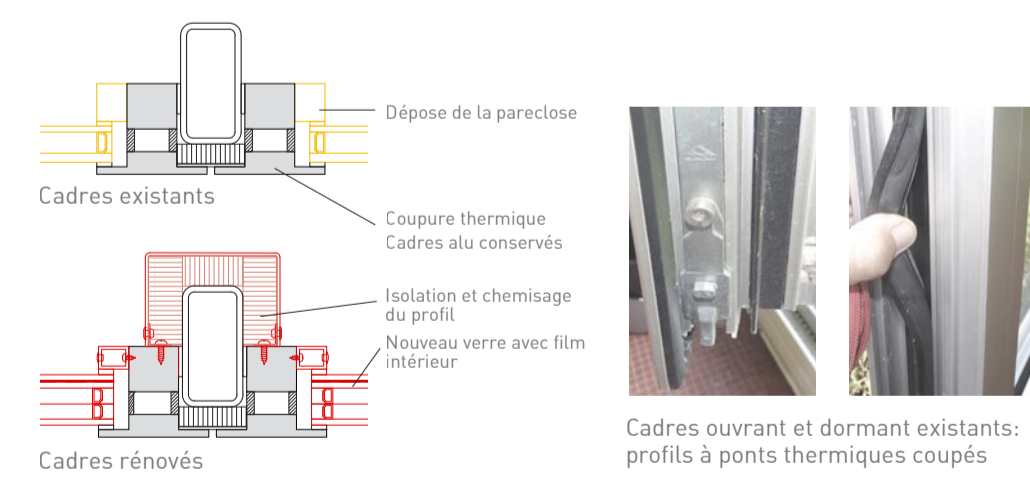 Dépose de la pareclose
Cadres existants
Coupure thermique
Cadres alu conservés
Isolation et chemisage
du profil
Nouveau verre avec film
intérieur
Cadres rénovés
Cadres ouvrant et dormant existants:
profils à ponts thermiques coupés